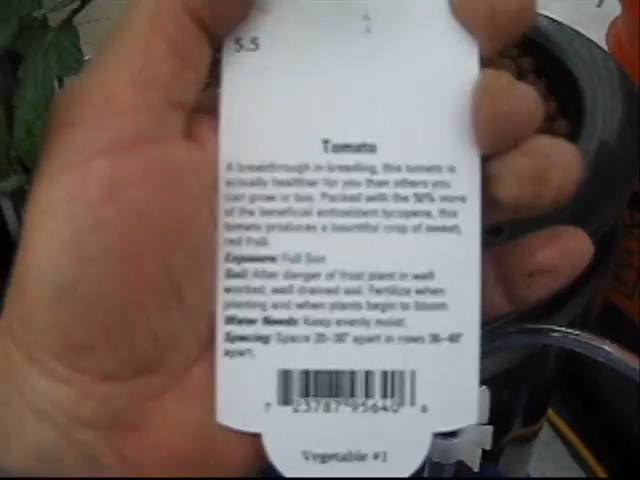 5.5
Tomato
A breakthrough in breeding, this tomato is
actually healthier for you than others you
can grow or buy. Packed with the 50% more
of the beneficial antioxidant lycopene, this
tomato produces a bountiful crop of sweet,
red fruit.
Exposure: Full Sun
Soil: After danger of frost plant in well
worked, well drained soil. Fertilize when
planting and when plants begin to bloom.
Water Needs: Keep evenly moist.
Spacing: Space apart in rows
apart.
7 23787 95640
Vegetable #1